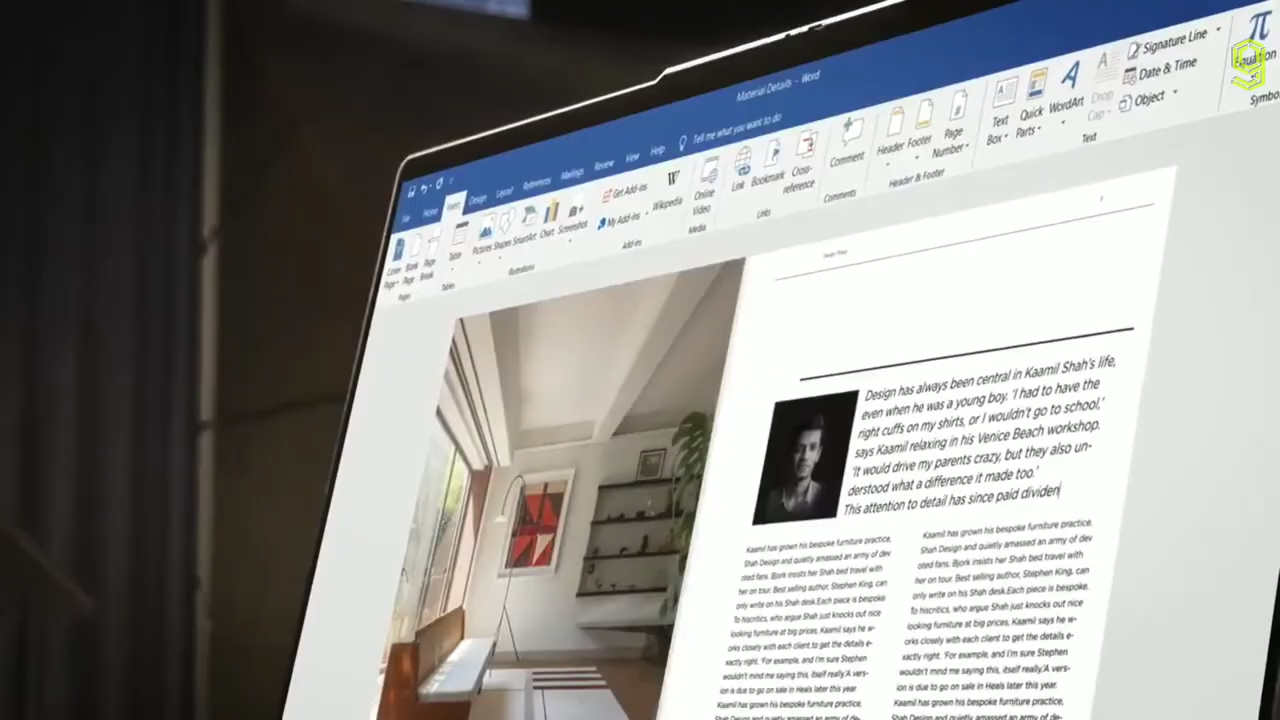 Material Details - Word
File Home Insert Design Layout References Mailings Review View Help Tell me what you want to do
Cover Page
Blank Page
Page Break
Pages
Table
Tables
Pictures
Shapes
SmartArt
Chart
Screenshot
Illustrations
Get Add-ins
My Add-ins
Add-ins
Wikipedia
Online Video
Media
Link
Bookmark
Cross-reference
Links
Comment
Comments
Header
Footer
Page Number
Header & Footer
Text Box
Quick Parts
WordArt
Drop Cap
Signature Line
Date & Time
Object
Text
π
Equation
Symbo
g
Design has always been central in Kaamil Shah's life,
even when he was a young boy. 'I had to have the
right cuffs on my shirts, or I wouldn't go to school,'
says Kaamil relaxing in his Venice Beach workshop.
'It would drive my parents crazy, but they also un-
derstood what a difference it made too.'
This attention to detail has since paid dividen
Kaamil has grown his bespoke furniture practice,
Shah Design and quietly amassed an army of dev
oted fans. Bjork insists her Shah bed travel with
her on tour. Best selling author, Stephen King, can
only write on his Shah desk.Each piece is bespoke
To hiscritics, who argue Shah just knocks out nice
looking furniture at big prices, Kaamil says he w-
orks closely with each client to get the details e-
xactly right. 'For example, and I'm sure Stephen
wouldn't mind me saying this, itself really.'A vers-
ion is due to go on sale in Heals later this year.
Kaamil has grown his bespoke furniture practice,
Shah Design and quietly amassed an army of de-
Kaamil has grown his bespoke furniture practice,
Shah Design and quietly amassed an army of dev
oted fans. Bjork insists her Shah bed travel with
her on tour. Best selling author, Stephen King, can
only write on his Shah desk.Each piece is bespoke.
To hiscritics, who argue Shah just knocks out nice
looking furniture at big prices, Kaamil says he w-
orks closely with each client to get the details e-
xactly right. 'For example, and I'm sure Stephen
wouldn't mind me saying this, itself really.'A vers-
ion is due to go on sale in Heals later this year.
Kaamil has grown his bespoke furniture practice,
Shah Design and quietly amassed an army of de-